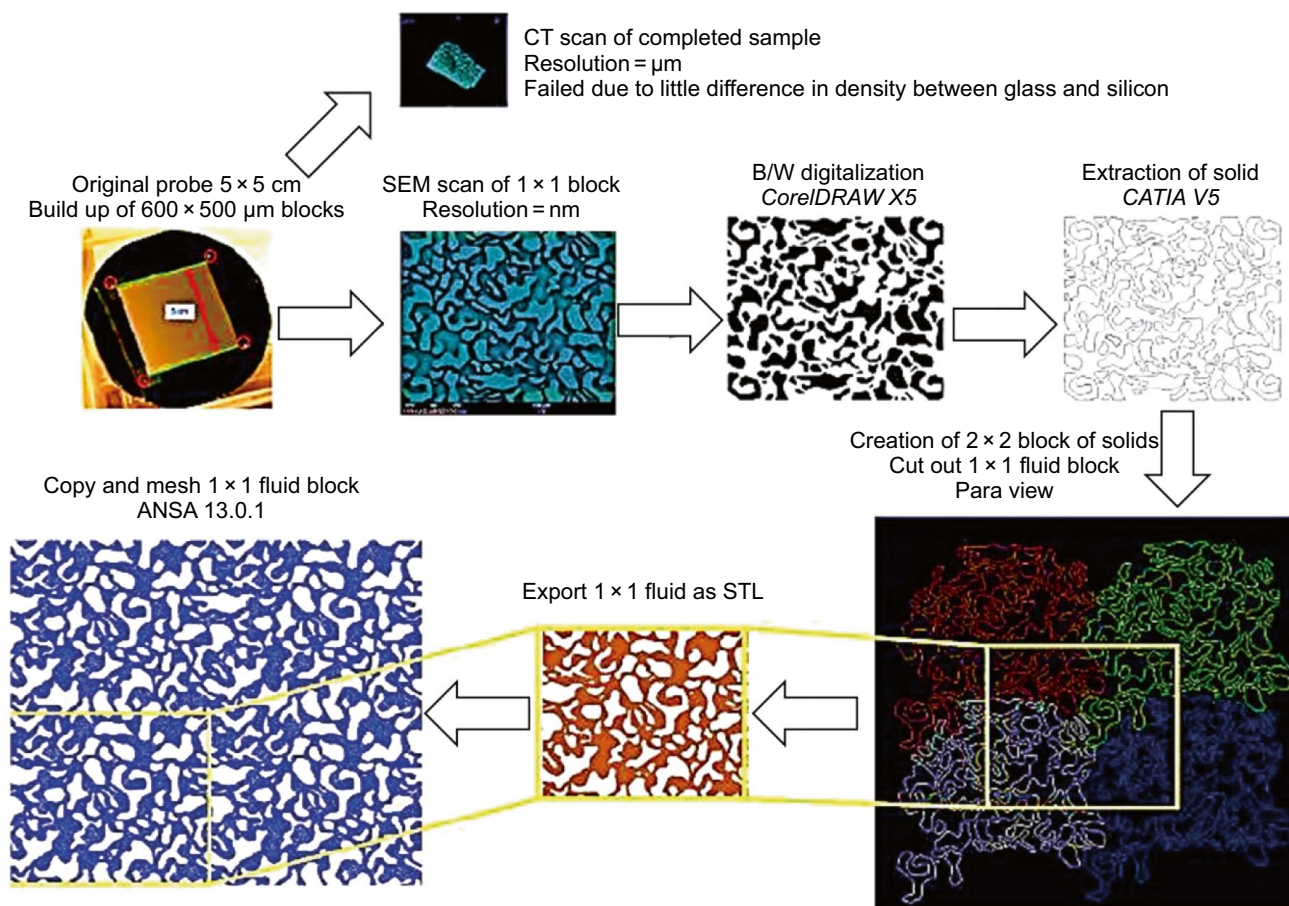 CT scan of completed sample
Resolution = μm
Failed due to little difference in density between glass and silicon
Original probe 5 × 5 cm
Build up of 600 × 500 μm blocks
SEM scan of 1 × 1 block
Resolution = nm
B/W digitalization
CorelDRAW X5
Extraction of solid
CATIA V5
5 cm
Creation of 2 × 2 block of solids
Cut out 1 × 1 fluid block
Para view
Copy and mesh 1 × 1 fluid block
ANSA 13.0.1
Export 1 × 1 fluid as STL